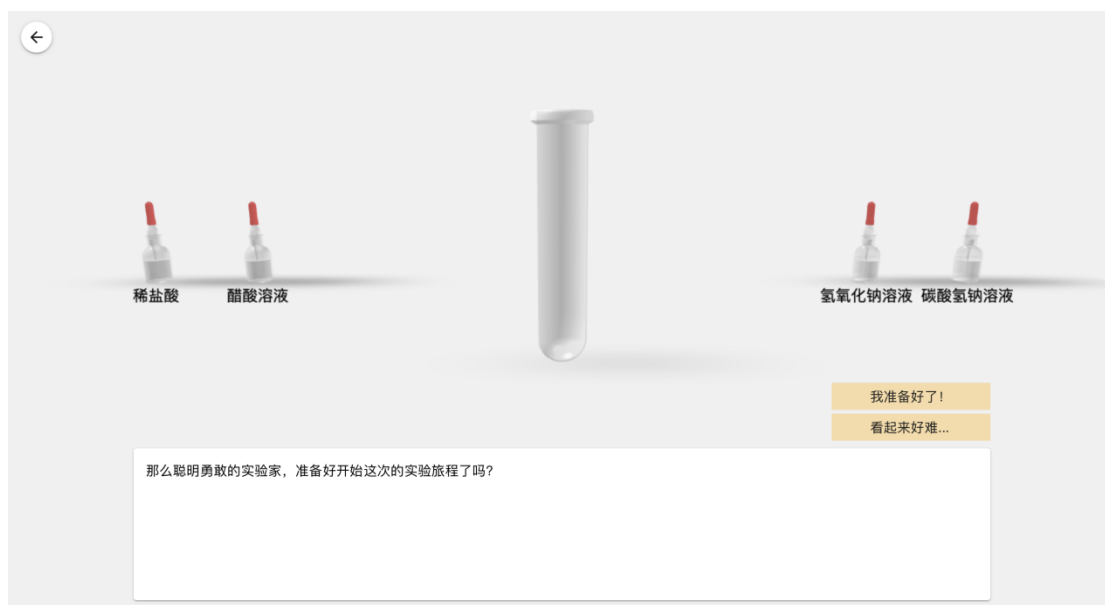 稀盐酸
醋酸溶液
氢氧化钠溶液
碳酸氢钠溶液
我准备好了!
看起来好难...
那么聪明勇敢的实验家，准备好开始这次的实验旅程了吗?